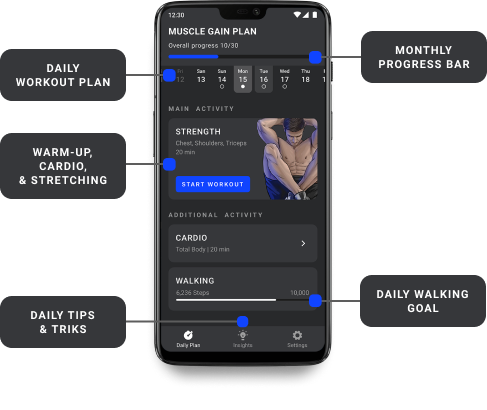 12:30
MUSCLE GAIN PLAN
Overall progress 10/30
MONTHLY
PROGRESS BAR
DAILY
WORKOUT PLAN
Fri Sat Sun Mon Tue Wed Thu
12 13 14 15 16 17 18
MAIN ACTIVITY
STRENGTH
Chest, Shoulders, Triceps
20 min
START WORKOUT
WARM-UP,
CARDIO,
& STRETCHING
ADDITIONAL ACTIVITY
CARDIO
Total Body | 20 min
WALKING
6,236 Steps 10,000
DAILY WALKING
GOAL
DAILY TIPS
& TRIKS
Daily Plan Insights Settings